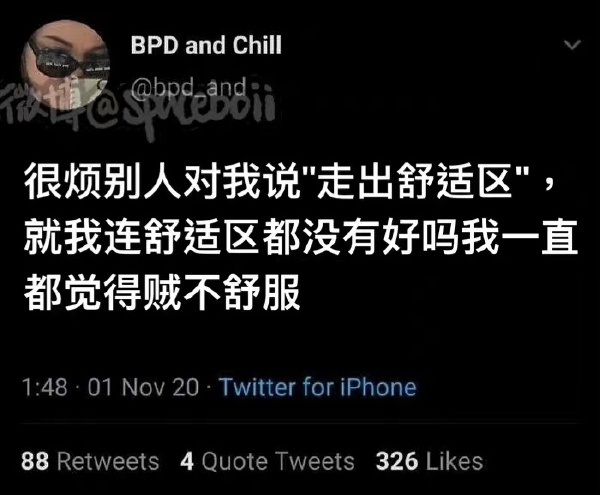 BPD and Chill
@bpd_and
微博@spaceboii
很烦别人对我说"走出舒适区"，
就我连舒适区都没有好吗我一直
都觉得贼不舒服
1:48 · 01 Nov 20 · Twitter for iPhone
88 Retweets 4 Quote Tweets 326 Likes